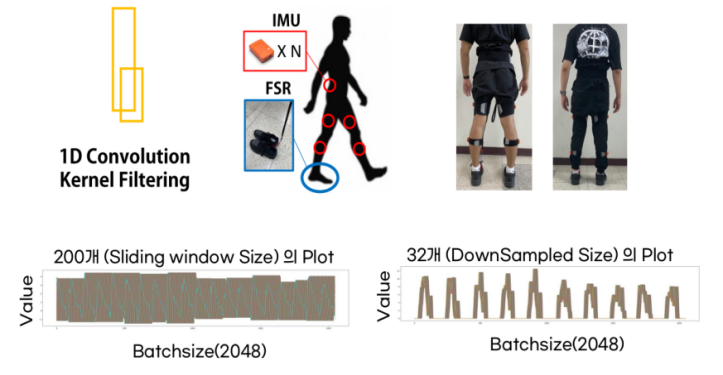 IMU
X N
FSR
1D Convolution
Kernel Filtering
200개 (Sliding window Size) 의 Plot
Value
Batchsize(2048)
32개 (DownSampled Size) 의 Plot
Value
Batchsize(2048)